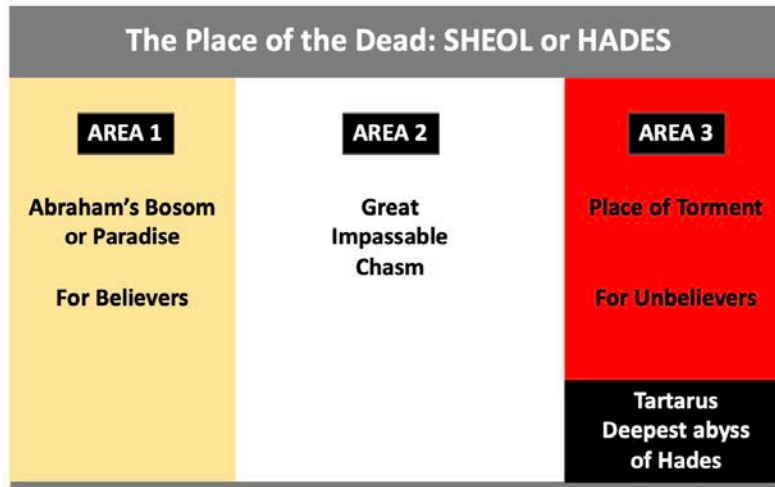 The Place of the Dead: SHEOL or HADES
AREA 1
Abraham's Bosom
or Paradise
For Believers
AREA 2
Great
Impassable
Chasm
AREA 3
Place of Torment
For Unbelievers
Tartarus
Deepest abyss
of Hades